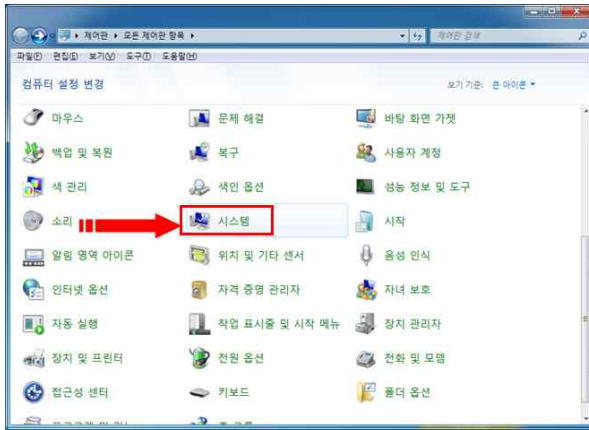 제어판 ▸ 모든 제어판 항목 ▸
제어판 검색
파일(F) 편집(E) 보기(V) 도구(T) 도움말(H)
컴퓨터 설정 변경
보기 기준: 큰 아이콘
마우스 문제 해결 바탕 화면 가젯
백업 및 복원 복구 사용자 계정
색 관리 색인 옵션 성능 정보 및 도구
소리 시스템 시작
알림 영역 아이콘 위치 및 기타 센서 음성 인식
인터넷 옵션 자격 증명 관리자 자녀 보호
자동 실행 작업 표시줄 및 시작 메뉴 장치 관리자
장치 및 프린터 전원 옵션 전화 및 모뎀
접근성 센터 키보드 폴더 옵션